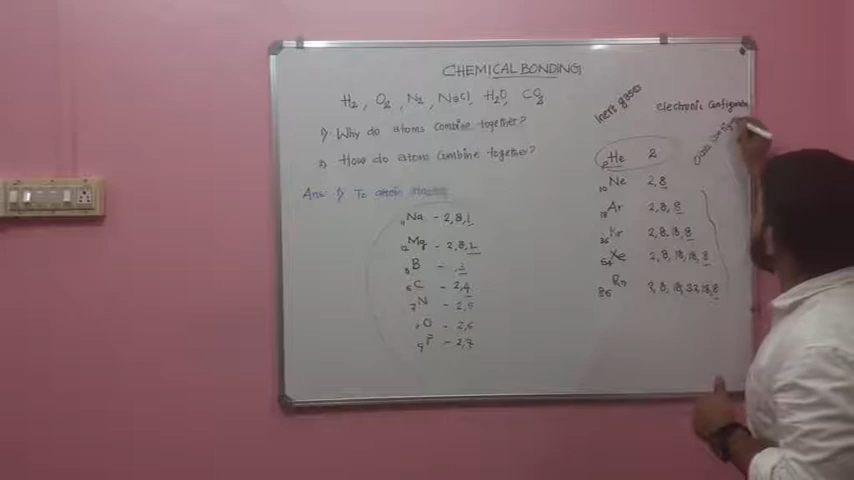 CHEMICAL BONDING
H2, O2, N2, NaCl, H2O, CO2
1) Why do atoms combine together?
2) How do atoms combine together?
Ans: 1) To attain
11Na - 2,8,1
12Mg - 2,8,2
B - 3
6C - 2,4
7N - 2,5
O - 2,6
9F - 2,7
Inert gases
electronic Configuration
2He 2
10Ne 2,8
18Ar 2,8,8
36Kr 2,8,18,8
54Xe 2,8,18,18,8
86Rn 2,8,18,32,18,8